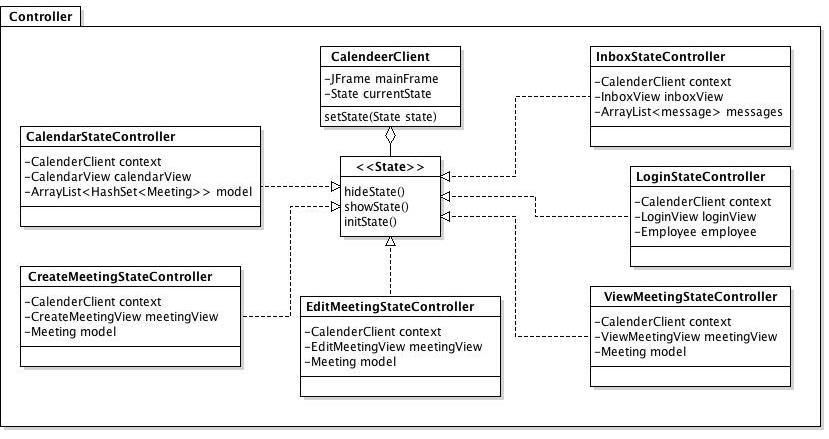 Controller
CalendeerClient
-JFrame mainFrame
-State currentState
setState(State state)
InboxStateController
-CalenderClient context
-InboxView inboxView
-ArrayList<message> messages
CalendarStateController
-CalenderClient context
-CalendarView calendarView
-ArrayList<HashSet<Meeting>> model
<<State>>
hideState()
showState()
initState()
LoginStateController
-CalenderClient context
-LoginView loginView
-Employee employee
CreateMeetingStateController
-CalenderClient context
-CreateMeetingView meetingView
-Meeting model
EditMeetingStateController
-CalenderClient context
-EditMeetingView meetingView
-Meeting model
ViewMeetingStateController
-CalenderClient context
-ViewMeetingView meetingView
-Meeting model